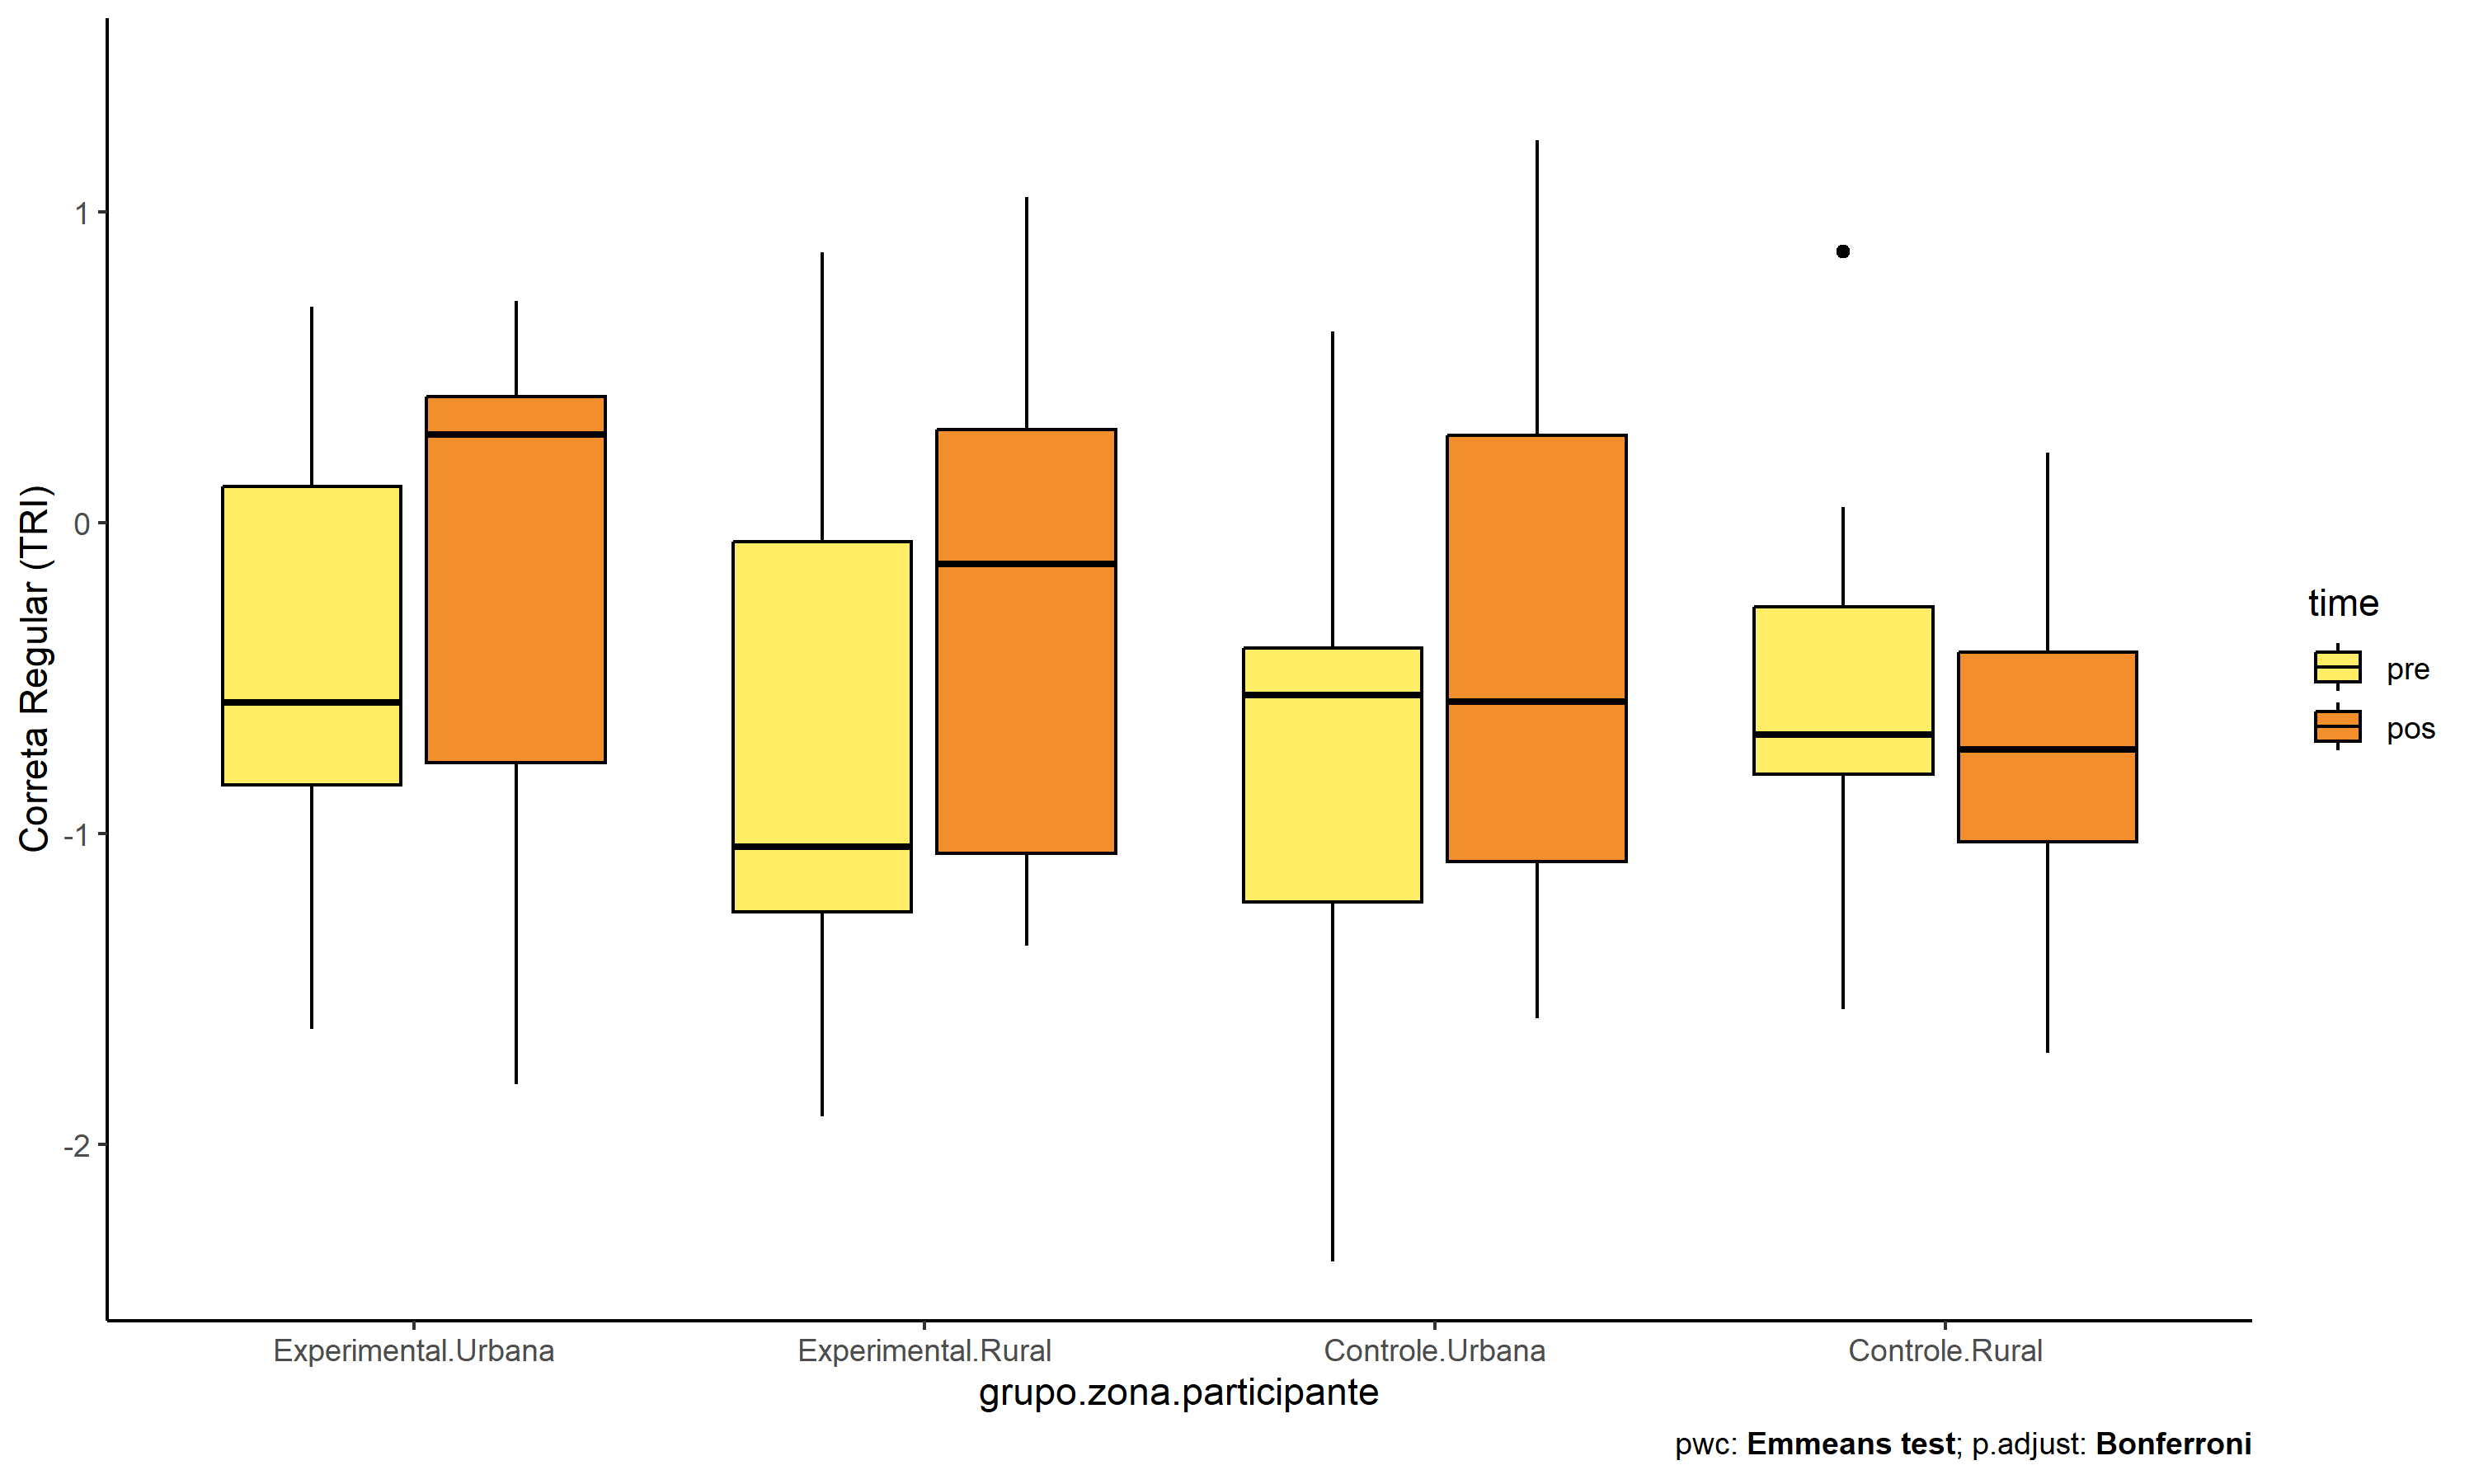 Correta Regular (TRI)
1
0
-1
-2
Experimental.Urbana
Experimental.Rural
Controle.Urbana
Controle.Rural
grupo.zona.participante
time
pre
pos
pwc: Emmeans test; p.adjust: Bonferroni